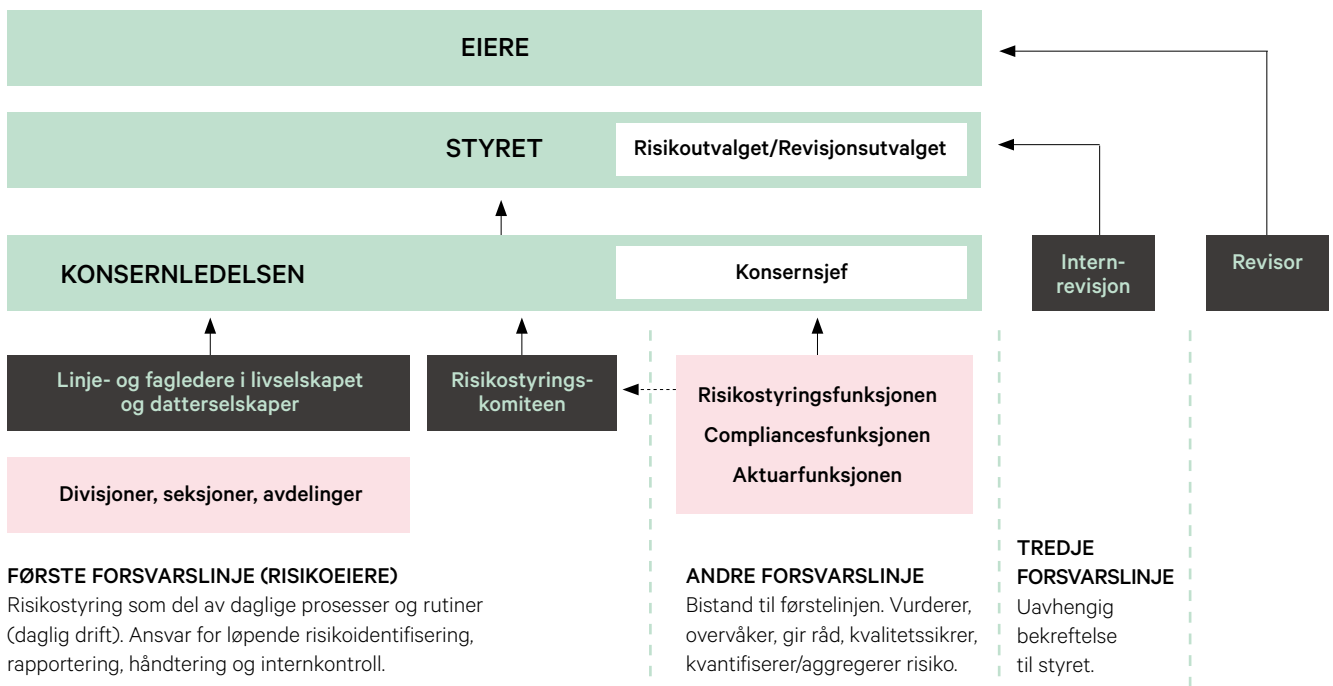 EIERE
STYRET
Risikoutvalget/Revisjonsutvalget
KONSERNLEDELSEN
Konsernsjef
Intern-
revisjon
Revisor
Linje- og fagledere i livselskapet
og datterselskaper
Risikostyrings-
komiteen
Risikostyringsfunksjonen
Compliancesfunksjonen
Aktuarfunksjonen
Divisjoner, seksjoner, avdelinger
FØRSTE FORSVARSLINJE (RISIKOEIERE)
Risikostyring som del av daglige prosesser og rutiner
(daglig drift). Ansvar for løpende risikoidentifisering,
rapportering, håndtering og internkontroll.
ANDRE FORSVARSLINJE
Bistand til førstelinjen. Vurderer,
overvåker, gir råd, kvalitetssikrer,
kvantifiserer/aggregerer risiko.
TREDJE
FORSVARSLINJE
Uavhengig
bekreftelse
til styret.